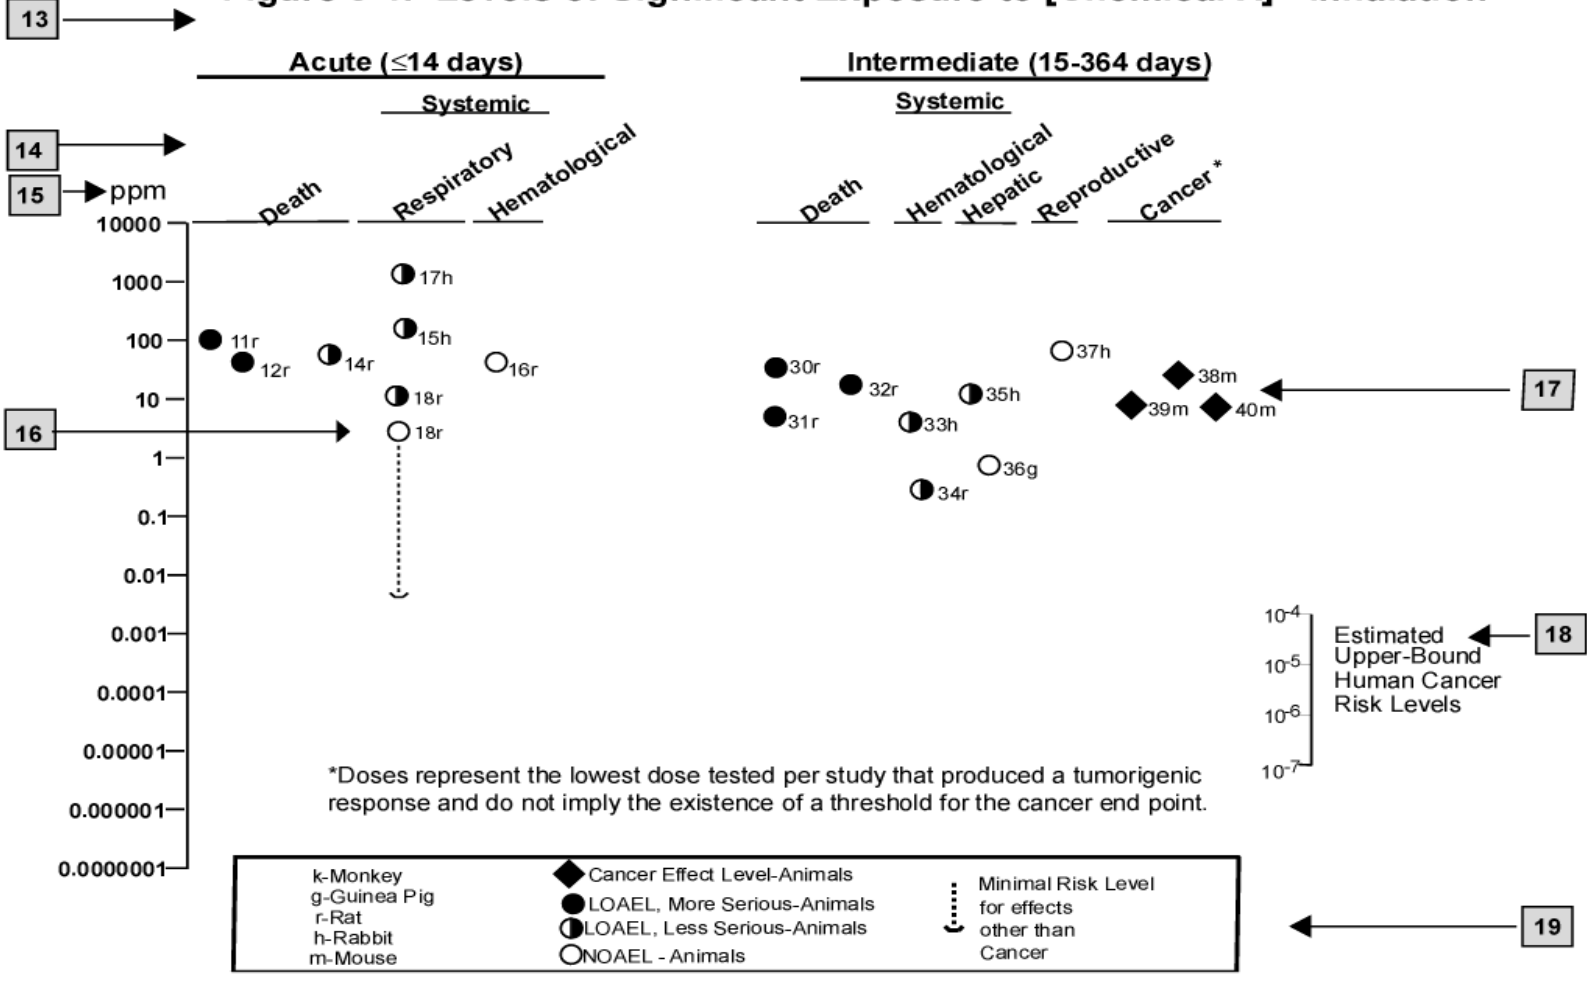 13
Acute (≤14 days)
Intermediate (15-364 days)
Systemic
Systemic
14
15
ppm
Death
Respiratory
Hematological
Death
Hematological
Hepatic
Reproductive
Cancer *
10000
1000
100
10
1
0.1
0.01
0.001
0.0001
0.00001
0.000001
0.0000001
17h
11r
12r
14r
15h
16r
18r
16
18r
30r
32r
31r
33h
34r
35h
36g
37h
38m
39m
40m
17
10-4
10-5
10-6
10-7
Estimated
Upper-Bound
Human Cancer
Risk Levels
18
*Doses represent the lowest dose tested per study that produced a tumorigenic
response and do not imply the existence of a threshold for the cancer end point.
k-Monkey
g-Guinea Pig
r-Rat
h-Rabbit
m-Mouse
Cancer Effect Level-Animals
LOAEL, More Serious-Animals
LOAEL, Less Serious-Animals
NOAEL - Animals
Minimal Risk Level
for effects
other than
Cancer
19